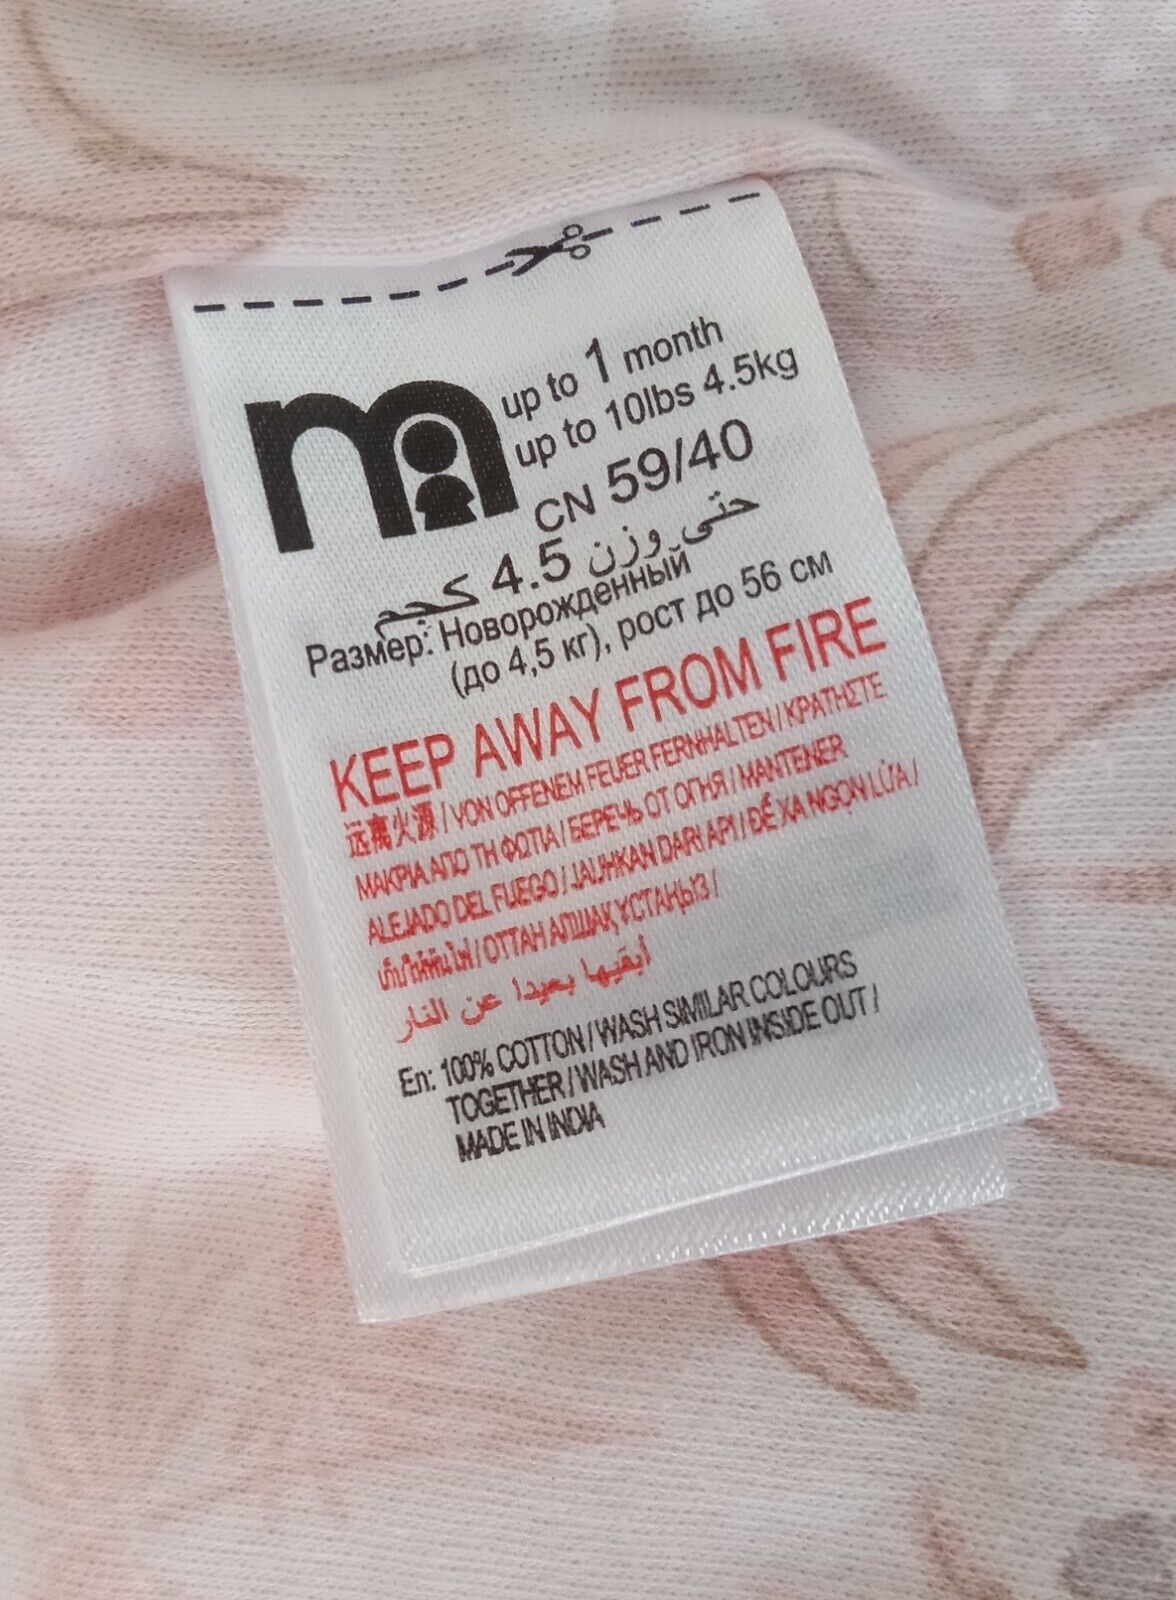 up to 1 month
up to 10lbs 4.5kg
CN 59/40
حتى وزن 4.5 كجم
Размер: Новорожденный
(до 4,5 кг), рост до 56 см
KEEP AWAY FROM FIRE
远离火源 / VON OFFENEM FEUER FERNHALTEN / ΚΡΑΤΗΣΤΕ
ΜΑΚΡΙΑ ΑΠΟ ΤΗ ΦΩΤΙΑ / БЕРЕЧЬ ОТ ОГНЯ / MANTENER
ALEJADO DEL FUEGO / JAUHKAN DARI API / ĐỂ XA NGỌN LỬA /
/ ОТТАН АЛШАҚ ҰСТАҢЫЗ /
أبقيها بعيدا عن النار
En: 100% COTTON / WASH SIMILAR COLOURS
TOGETHER / WASH AND IRON INSIDE OUT /
MADE IN INDIA